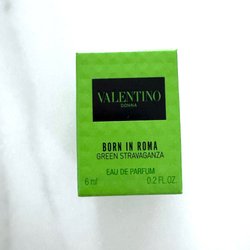 VALENTINO
DONNA
BORN IN ROMA
GREEN STRAVAGANZA
EAU DE PARFUM
6 ml 0.2 FL.OZ.